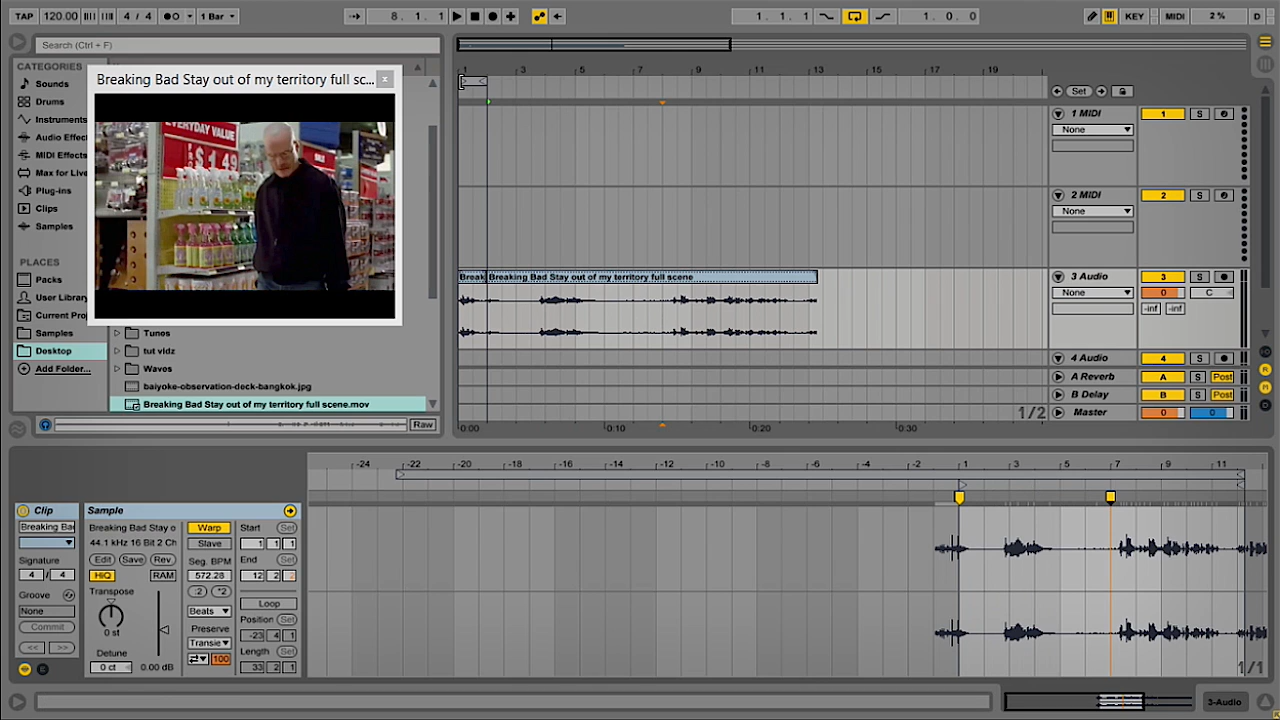 TAP 120.00 4 / 4 1 Bar 8. 1. 1 1. 1. 1 1. 0. 0 KEY MIDI 2 % D
Search (Ctrl + F)
CATEGORIES
Sounds
Drums
Instruments
Audio Effect
MIDI Effects
Max for Live
Plug-ins
Clips
Samples
PLACES
Packs
User Library
Current Proj
Samples
Desktop
Add Folder...
Breaking Bad Stay out of my territory full sc... x
EVERYDAY VALUE
$1.49
SALE
Tunes
tut vidz
Waves
baiyoke-observation-deck-bangkok.jpg
Breaking Bad Stay out of my territory full scene.mov
Raw
1 3 5 7 9 11 13 15 17 19
Set
1 MIDI 1 S
None
2 MIDI 2 S
None
Break Breaking Bad Stay out of my territory full scene
3 Audio 3 S
None 0 C
-inf -inf
4 Audio 4 S
A Reverb A S Post
B Delay B S Post
1/2 Master 0 0
0:00 0:10 0:20 0:30
-24 -22 -20 -18 -16 -14 -12 -10 -8 -6 -4 -2 1 3 5 7 9 11
Clip
Breaking Bad
Signature
4 / 4
Groove
None
Commit
<< >>
Sample
Breaking Bad Stay o
44.1 kHz 16 Bit 2 Ch
Edit Save Rev
HiQ RAM
Transpose
0 st
Detune
0 ct 0.00 dB
Warp
Slave
Seg. BPM
572.28
:2 *2
Beats
Preserve
Transie
100
Start Set
1 1 1
End Set
12 2 2
Loop
Position Set
-23 4 1
Length Set
33 2 1
1/1
3-Audio